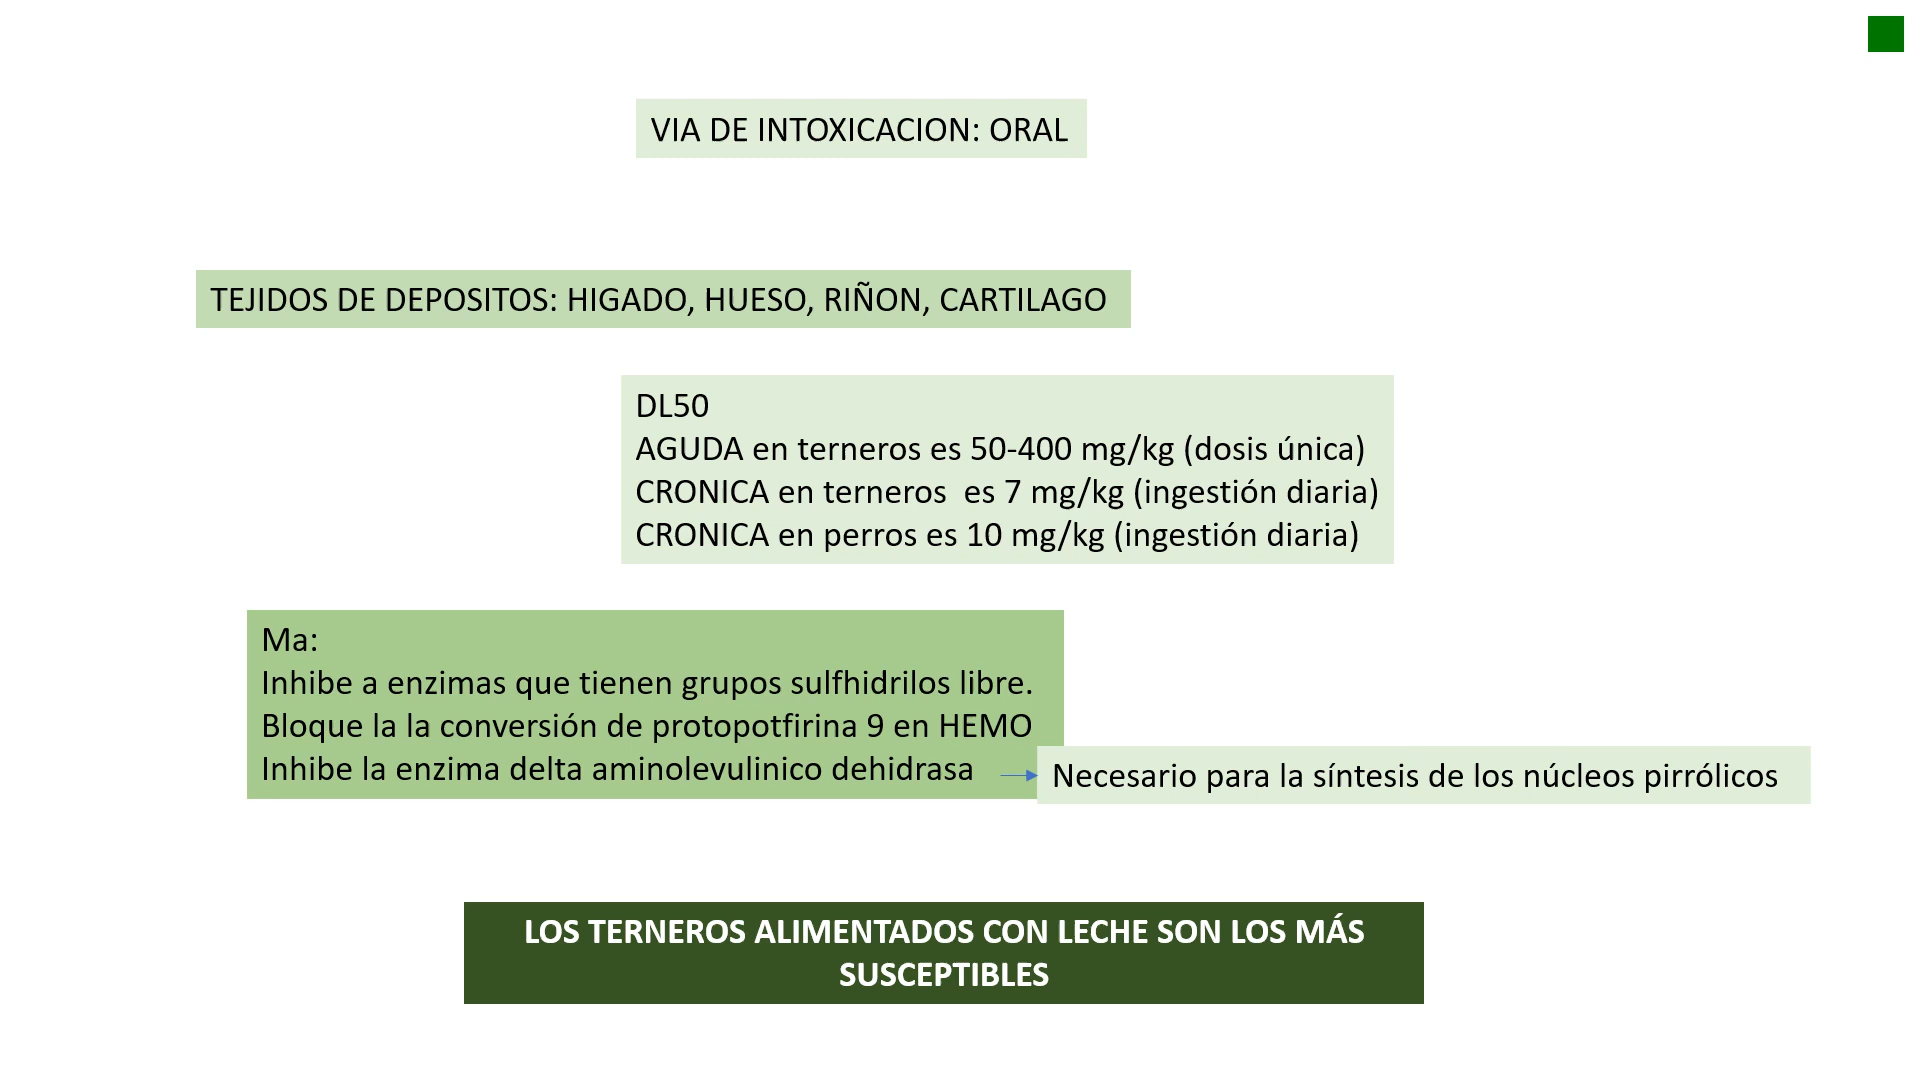 VIA DE INTOXICACION: ORAL
TEJIDOS DE DEPOSITOS: HIGADO, HUESO, RIÑON, CARTILAGO
DL50
AGUDA en terneros es 50-400 mg/kg (dosis única)
CRONICA en terneros  es 7 mg/kg (ingestión diaria)
CRONICA en perros es 10 mg/kg (ingestión diaria)
Ma:
Inhibe a enzimas que tienen grupos sulfhidrilos libre.
Bloque la la conversión de protopotfirina 9 en HEMO
Inhibe la enzima delta aminolevulinico dehidrasa
Necesario para la síntesis de los núcleos pirrólicos
LOS TERNEROS ALIMENTADOS CON LECHE SON LOS MÁS
SUSCEPTIBLES